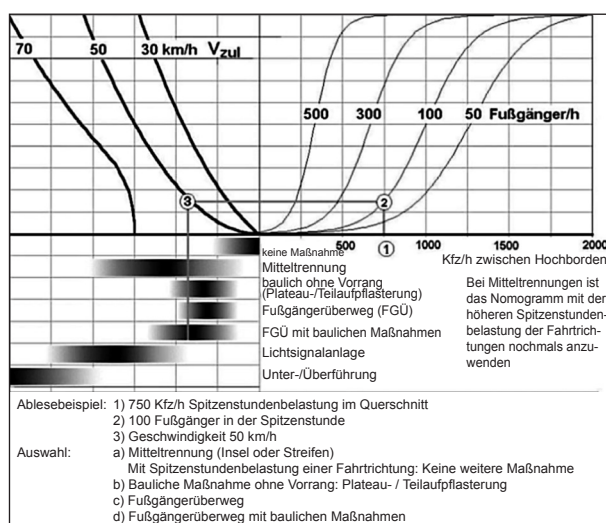 70 50 30 km/h Vzul
500 300 100 50 Fußgänger/h
3
2
500 1 1000 1250 1500 2000
keine Maßnahme
Kfz/h zwischen Hochborden
Mitteltrennung
baulich ohne Vorrang
(Plateau-/Teilaufpflasterung)
Fußgängerüberweg (FGÜ)
FGÜ mit baulichen Maßnahmen
Lichtsignalanlage
Unter-/Überführung
Bei Mitteltrennungen ist
das Nomogramm mit der
höheren Spitzenstunden-
belastung der Fahrtrich-
tungen nochmals anzu-
wenden
Ablesebeispiel: 1) 750 Kfz/h Spitzenstundenbelastung im Querschnitt
2) 100 Fußgänger in der Spitzenstunde
3) Geschwindigkeit 50 km/h
Auswahl: a) Mitteltrennung (Insel oder Streifen)
Mit Spitzenstundenbelastung einer Fahrtrichtung: Keine weitere Maßnahme
b) Bauliche Maßnahme ohne Vorrang: Plateau- / Teilaufpflasterung
c) Fußgängerüberweg
d) Fußgängerüberweg mit baulichen Maßnahmen